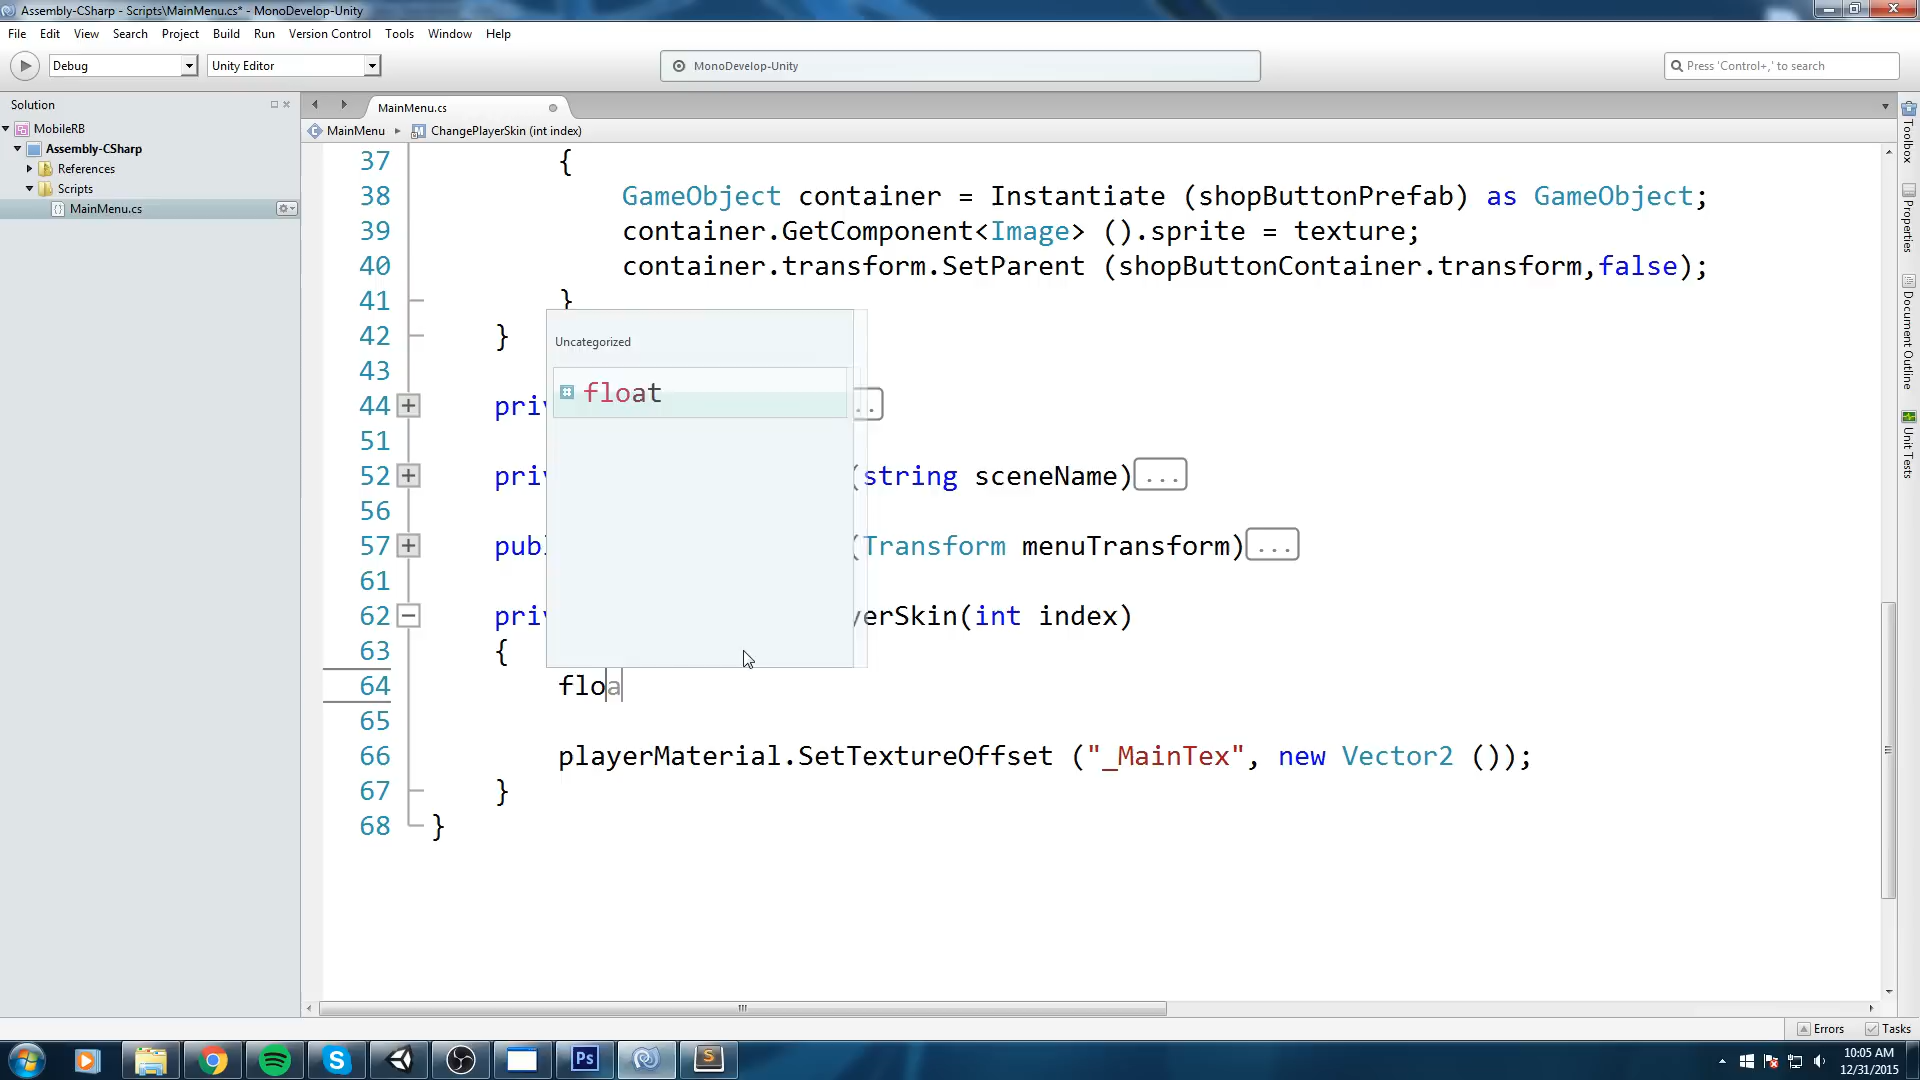 Assembly-CSharp - Scripts\MainMenu.cs* - MonoDevelop-Unity
File Edit View Search Project Build Run Version Control Tools Window Help
Debug Unity Editor MonoDevelop-Unity Press 'Control+,' to search
Solution
MobileRB
Assembly-CSharp
References
Scripts
MainMenu.cs
MainMenu.cs
MainMenu ChangePlayerSkin (int index)
37 {
38 GameObject container = Instantiate (shopButtonPrefab) as GameObject;
39 container.GetComponent<Image> ().sprite = texture;
40 container.transform.SetParent (shopButtonContainer.transform,false);
41 }
42 }
43
44 priv ..
51
52 priv (string sceneName)...
56
57 publ (Transform menuTransform)...
61
62 priv yerSkin(int index)
63 {
64 floa
65
66 playerMaterial.SetTextureOffset ("_MainTex", new Vector2 ());
67 }
68 }
Uncategorized
float
Toolbox
Properties
Document Outline
Unit Tests
Errors Tasks
Ps
S
10:05 AM
12/31/2015